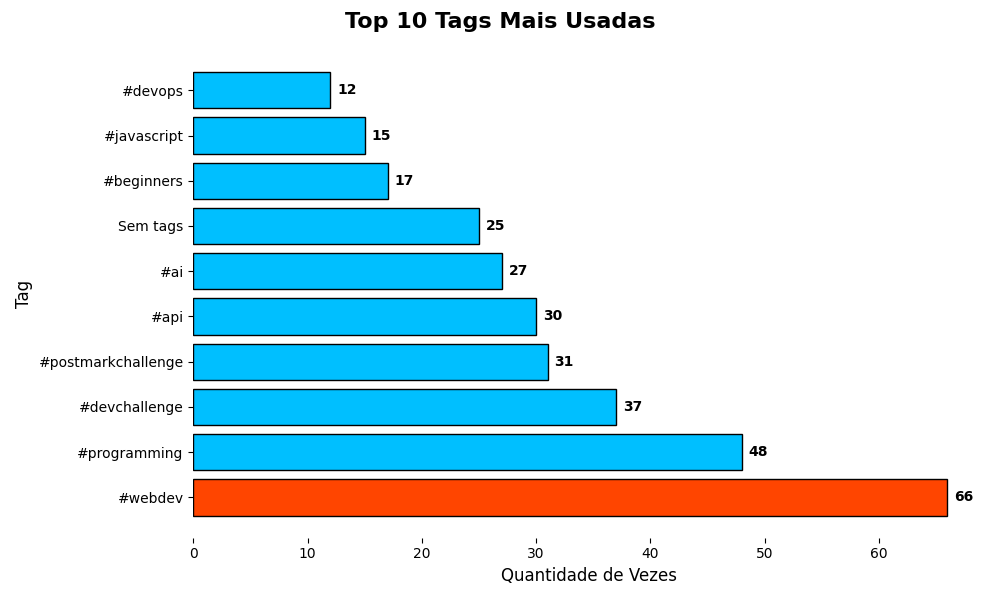 Top 10 Tags Mais Usadas
#devops 12
#javascript 15
#beginners 17
Sem tags 25
#ai 27
#api 30
#postmarkchallenge 31
#devchallenge 37
#programming 48
#webdev 66
Tag
0 10 20 30 40 50 60
Quantidade de Vezes